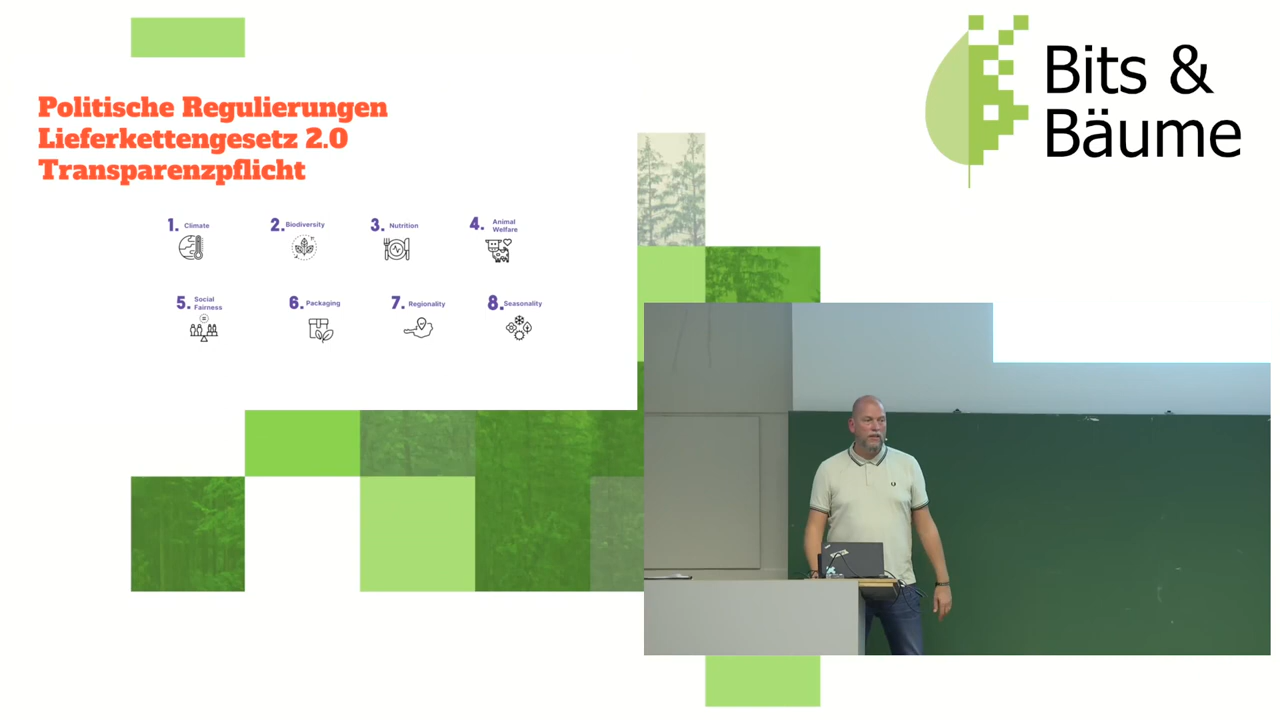 Politische Regulierungen
Lieferkettengesetz 2.0
Transparenzpflicht
1. Climate
2. Biodiversity
3. Nutrition
4. Animal
Welfare
5. Social
Fairness
6. Packaging
7. Regionality
8. Seasonality
Bits &
Bäume